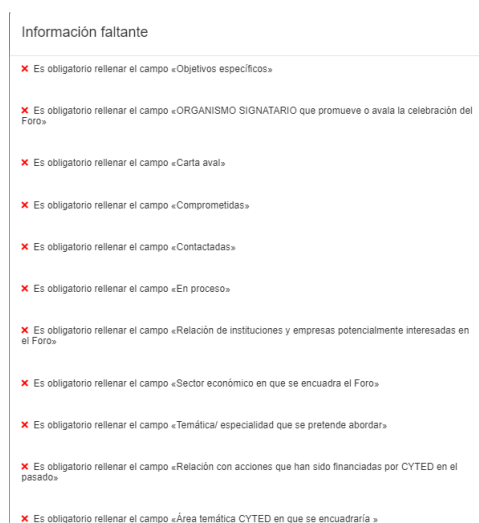 Información faltante
✕ Es obligatorio rellenar el campo «Objetivos específicos»
✕ Es obligatorio rellenar el campo «ORGANISMO SIGNATARIO que promueve o avala la celebración del
Foro»
✕ Es obligatorio rellenar el campo «Carta aval»
✕ Es obligatorio rellenar el campo «Comprometidas»
✕ Es obligatorio rellenar el campo «Contactadas»
✕ Es obligatorio rellenar el campo «En proceso»
✕ Es obligatorio rellenar el campo «Relación de instituciones y empresas potencialmente interesadas en
el Foro»
✕ Es obligatorio rellenar el campo «Sector económico en que se encuadra el Foro»
✕ Es obligatorio rellenar el campo «Temática/ especialidad que se pretende abordar»
✕ Es obligatorio rellenar el campo «Relación con acciones que han sido financiadas por CYTED en el
pasado»
✕ Es obligatorio rellenar el campo «Área temática CYTED en que se encuadraría »